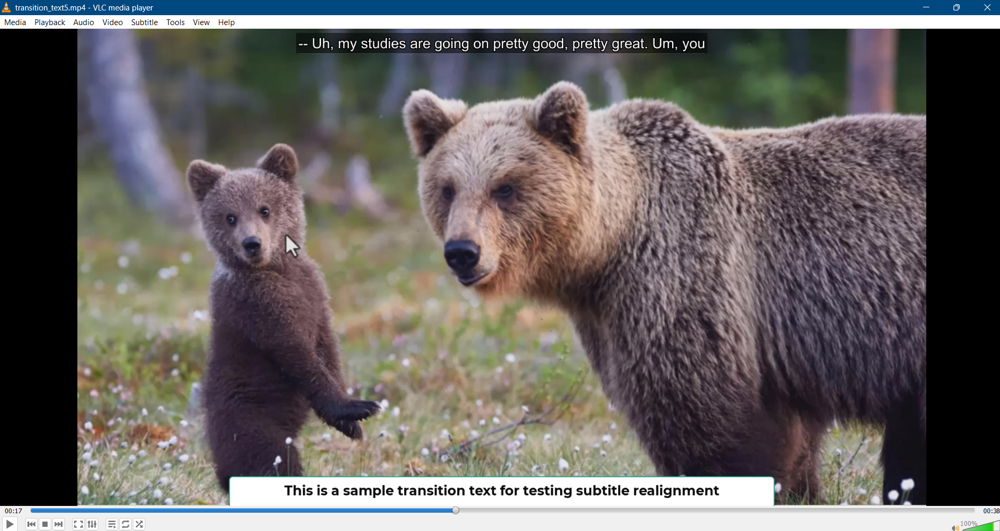 transition_text5.mp4 - VLC media player
Media Playback Audio Video Subtitle Tools View Help
-- Uh, my studies are going on pretty good, pretty great. Um, you
This is a sample transition text for testing subtitle realignment
00:17 00:38
100%